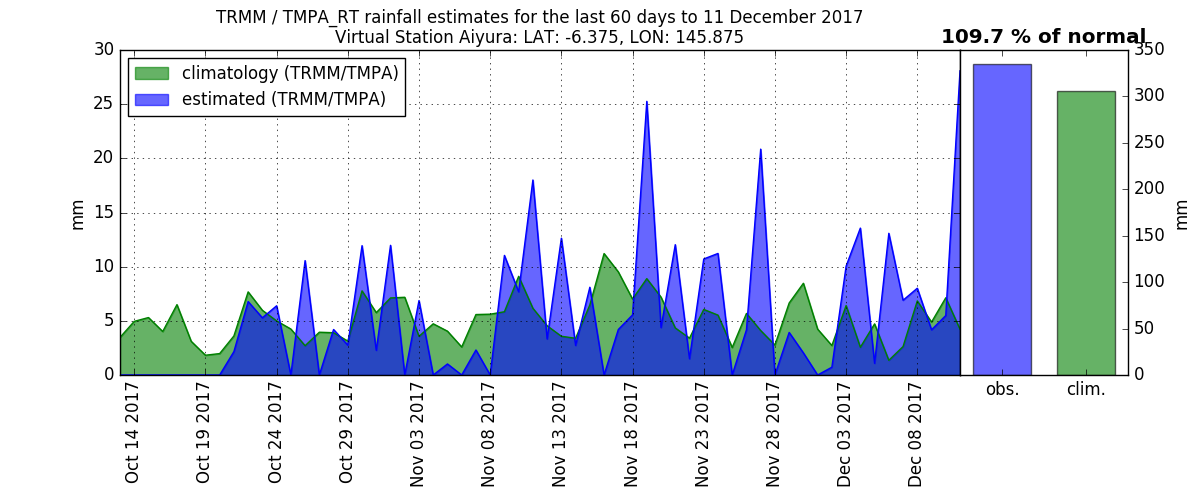 TRMM / TMPA_RT rainfall estimates for the last 60 days to 11 December 2017
Virtual Station Aiyura: LAT: -6.375, LON: 145.875
109.7 % of normal
climatology (TRMM/TMPA)
estimated (TRMM/TMPA)
mm
30
25
20
15
10
5
0
Oct 14 2017
Oct 19 2017
Oct 24 2017
Oct 29 2017
Nov 03 2017
Nov 08 2017
Nov 13 2017
Nov 18 2017
Nov 23 2017
Nov 28 2017
Dec 03 2017
Dec 08 2017
obs.
clim.
350
300
250
200
150
100
50
0
mm